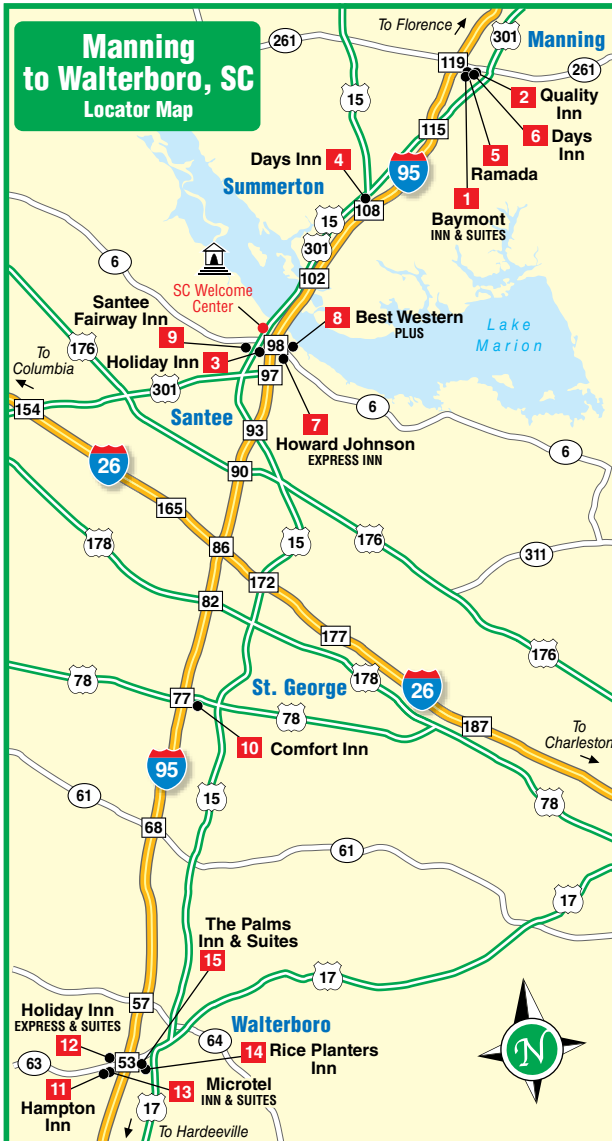 Manning
to Walterboro, SC
Locator Map
To Florence
261
301
Manning
119
261
2 Quality
Inn
6 Days
Inn
5
Ramada
1
Baymont
INN & SUITES
15
115
Days Inn 4
95
Summerton
108
15
301
102
6
SC Welcome
Center
Santee
Fairway Inn
9
98
8 Best Western
PLUS
Lake
Marion
Holiday Inn 3
97
176
To
Columbia
301
154
Santee
7
Howard Johnson
EXPRESS INN
6
93
6
26
90
165
15
176
178
86
311
172
82
177
176
78
St. George
178
26
77
78
187
To
Charleston
10 Comfort Inn
95
61
15
78
68
61
17
The Palms
Inn & Suites
15
17
57
Holiday Inn
EXPRESS & SUITES
12
Walterboro
64
63
53
14 Rice Planters
Inn
11
Hampton
Inn
13 Microtel
INN & SUITES
17
To Hardeeville
N